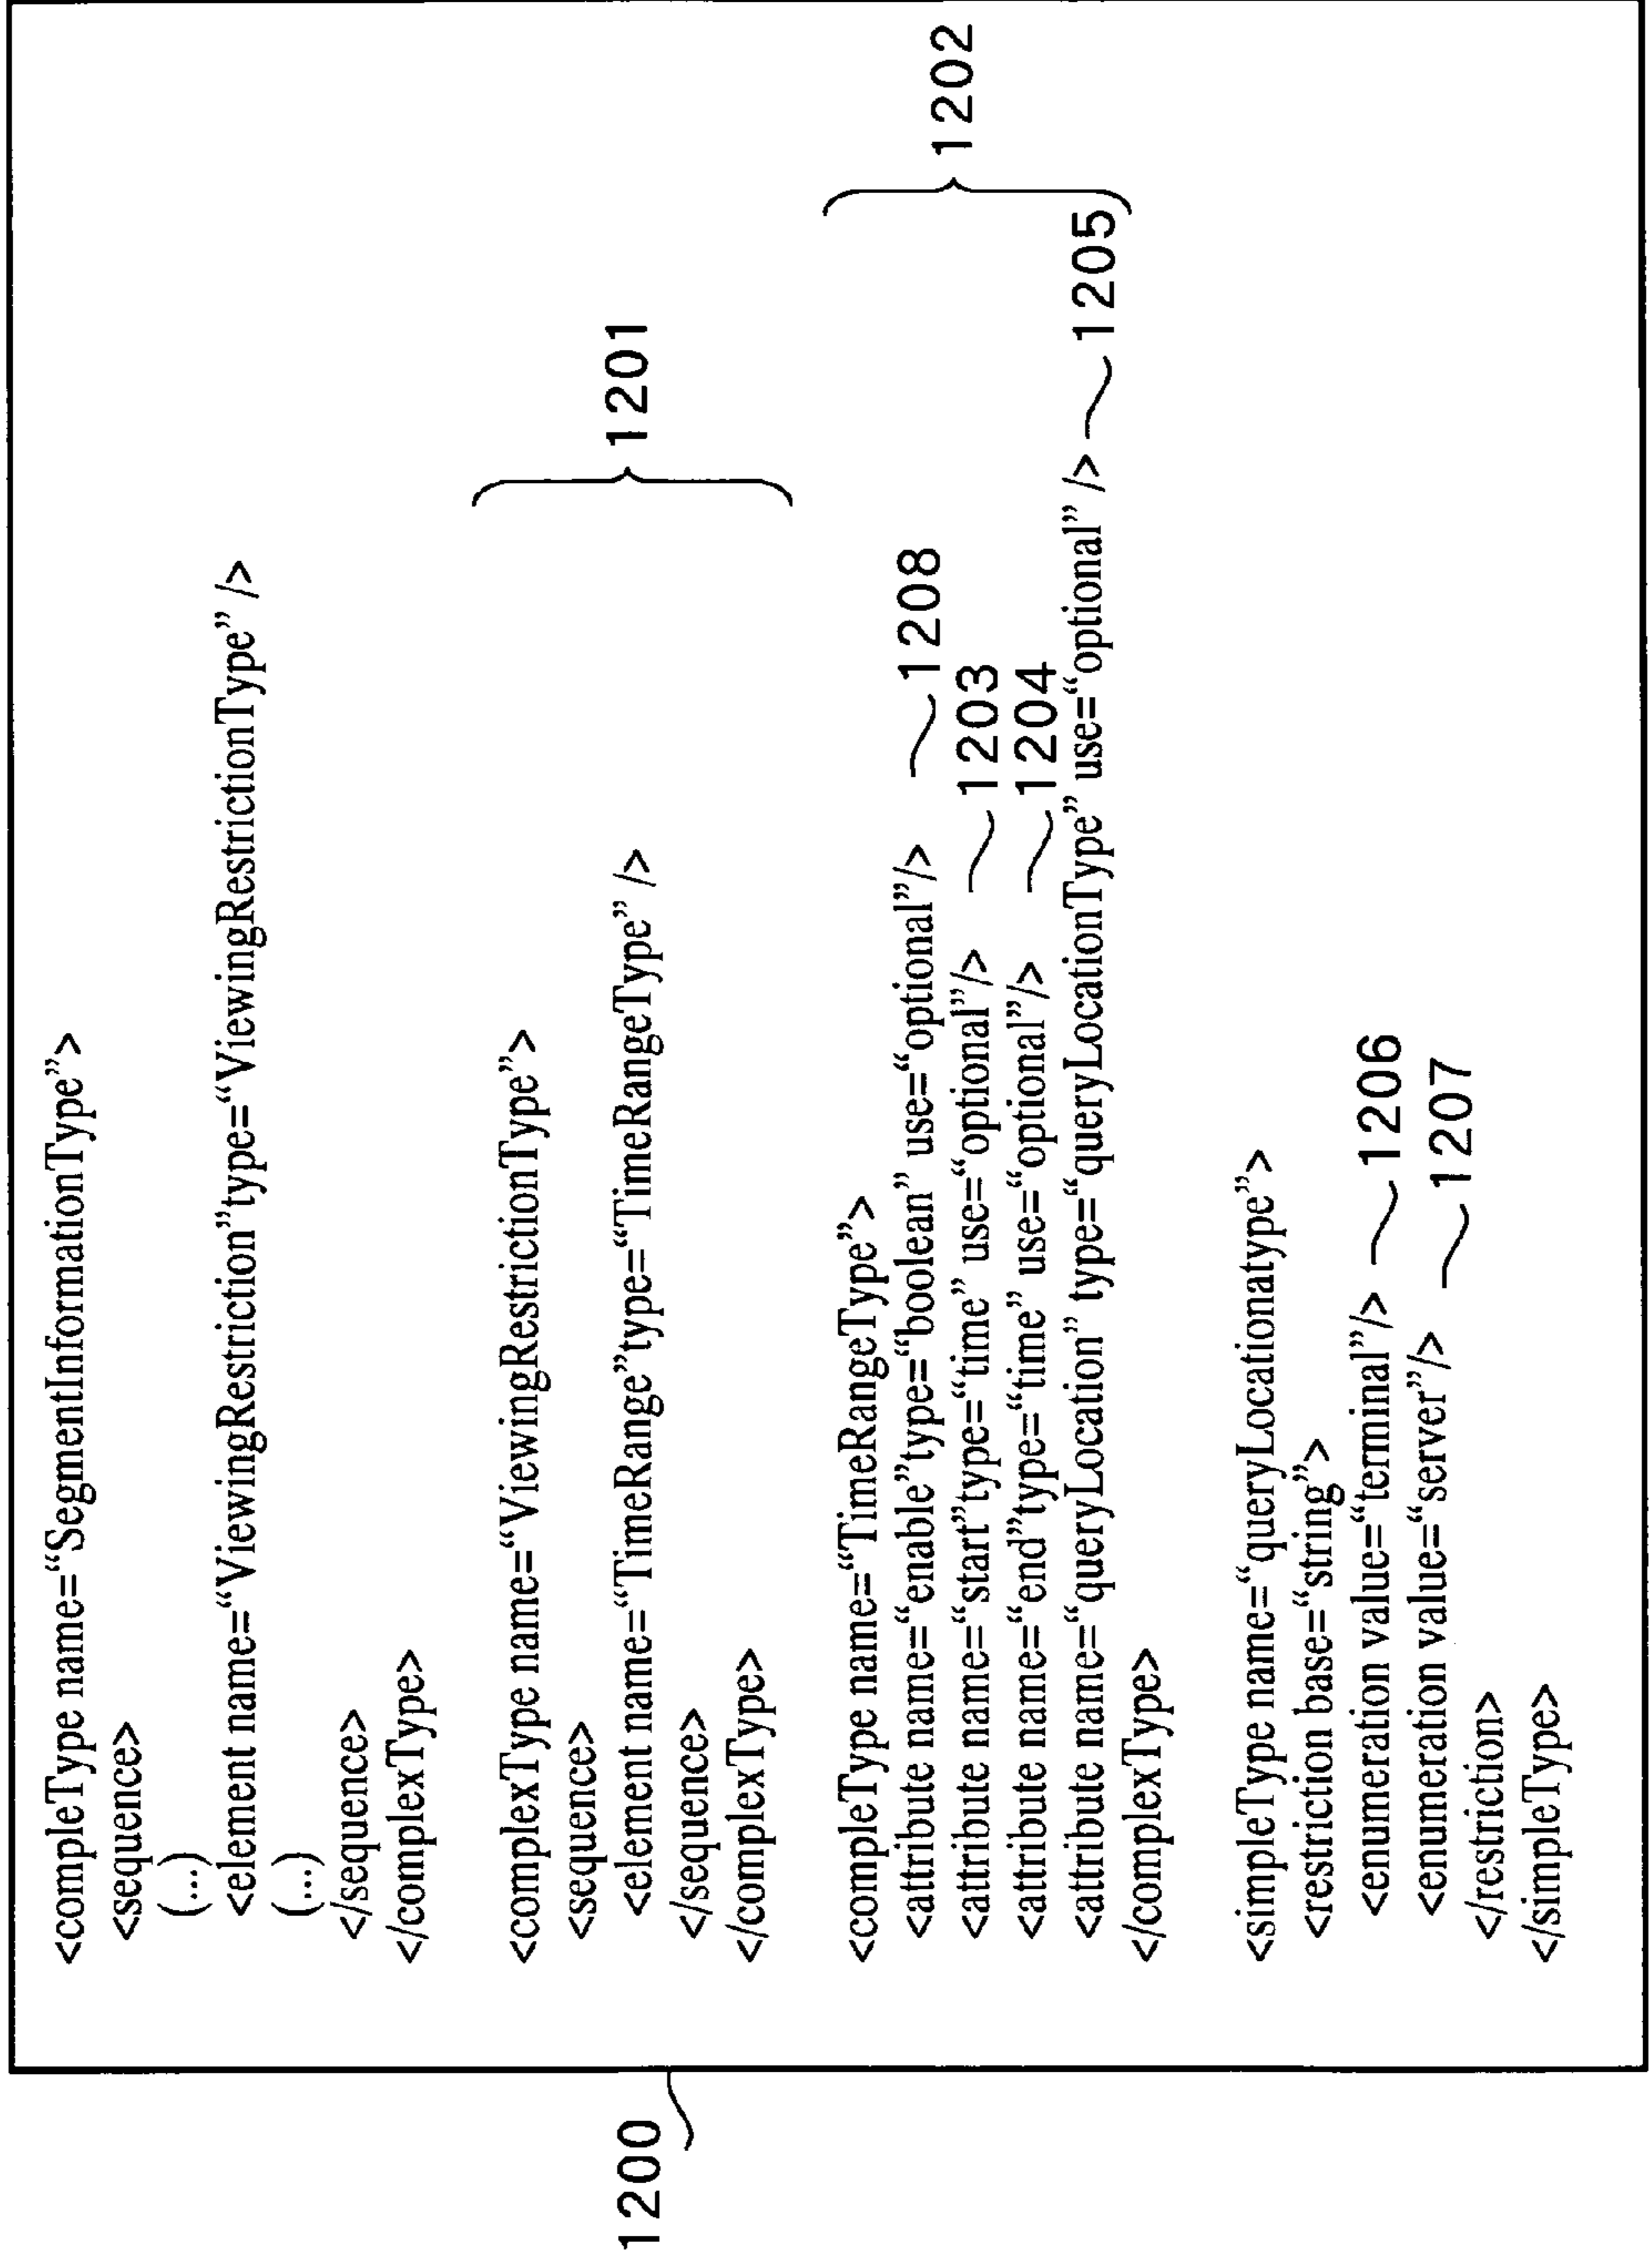 <compleType name=“SegmentInformationType”>
<sequence>
(...)
<element name=“ViewingRestriction”type=“ViewingRestrictionType” />
(...)
</sequence>
</complexType>
<complexType name=“ViewingRestrictionType”>
<sequence>
<element name=“TimeRange”type=“TimeRangeType” />
</sequence>
</complexType>
1201
<compleType name=“TimeRangeType”>
<attribute name=“enable”type=“boolean” use=“optional”/> 1208
<attribute name=“start”type=“time” use=“optional”/> 1203
<attribute name=“end”type=“time” use=“optional”/> 1204
<attribute name=“queryLocation” type=“queryLocationType” use=“optional” /> 1205
</complexType>
1202
<simpleType name=“queryLocationatype”>
<restriction base=“string”>
<enumeration value=“terminal”/> 1206
<enumeration value=“server”/> 1207
</restriction>
</simpleType>
1200